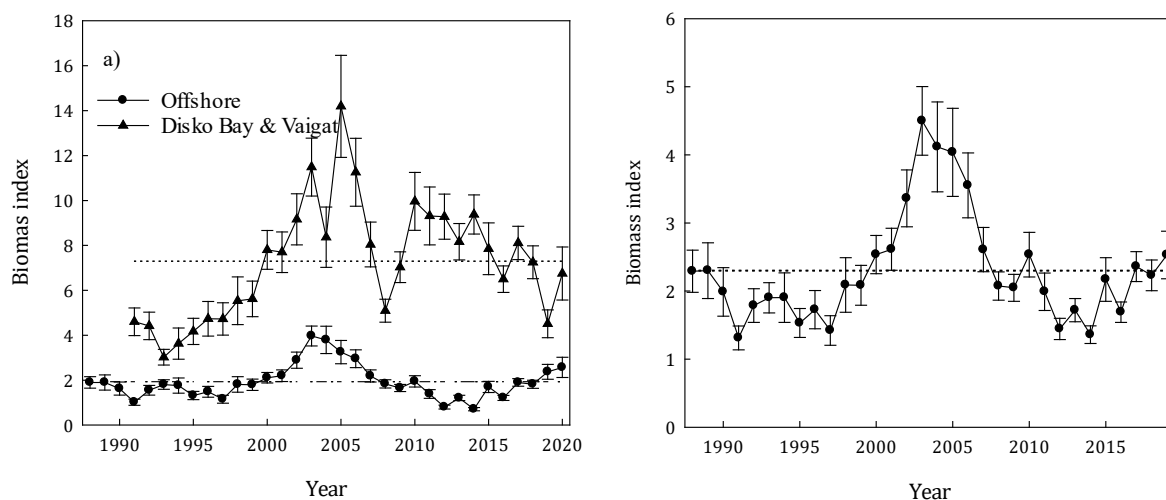 18
16
14
12
10
8
6
4
2
0
Biomas index
a)
Offshore
Disko Bay & Vaigat
1990 1995 2000 2005 2010 2015 2020
Year
6
5
4
3
2
1
0
Biomass index
1990 1995 2000 2005 2010 2015
Year